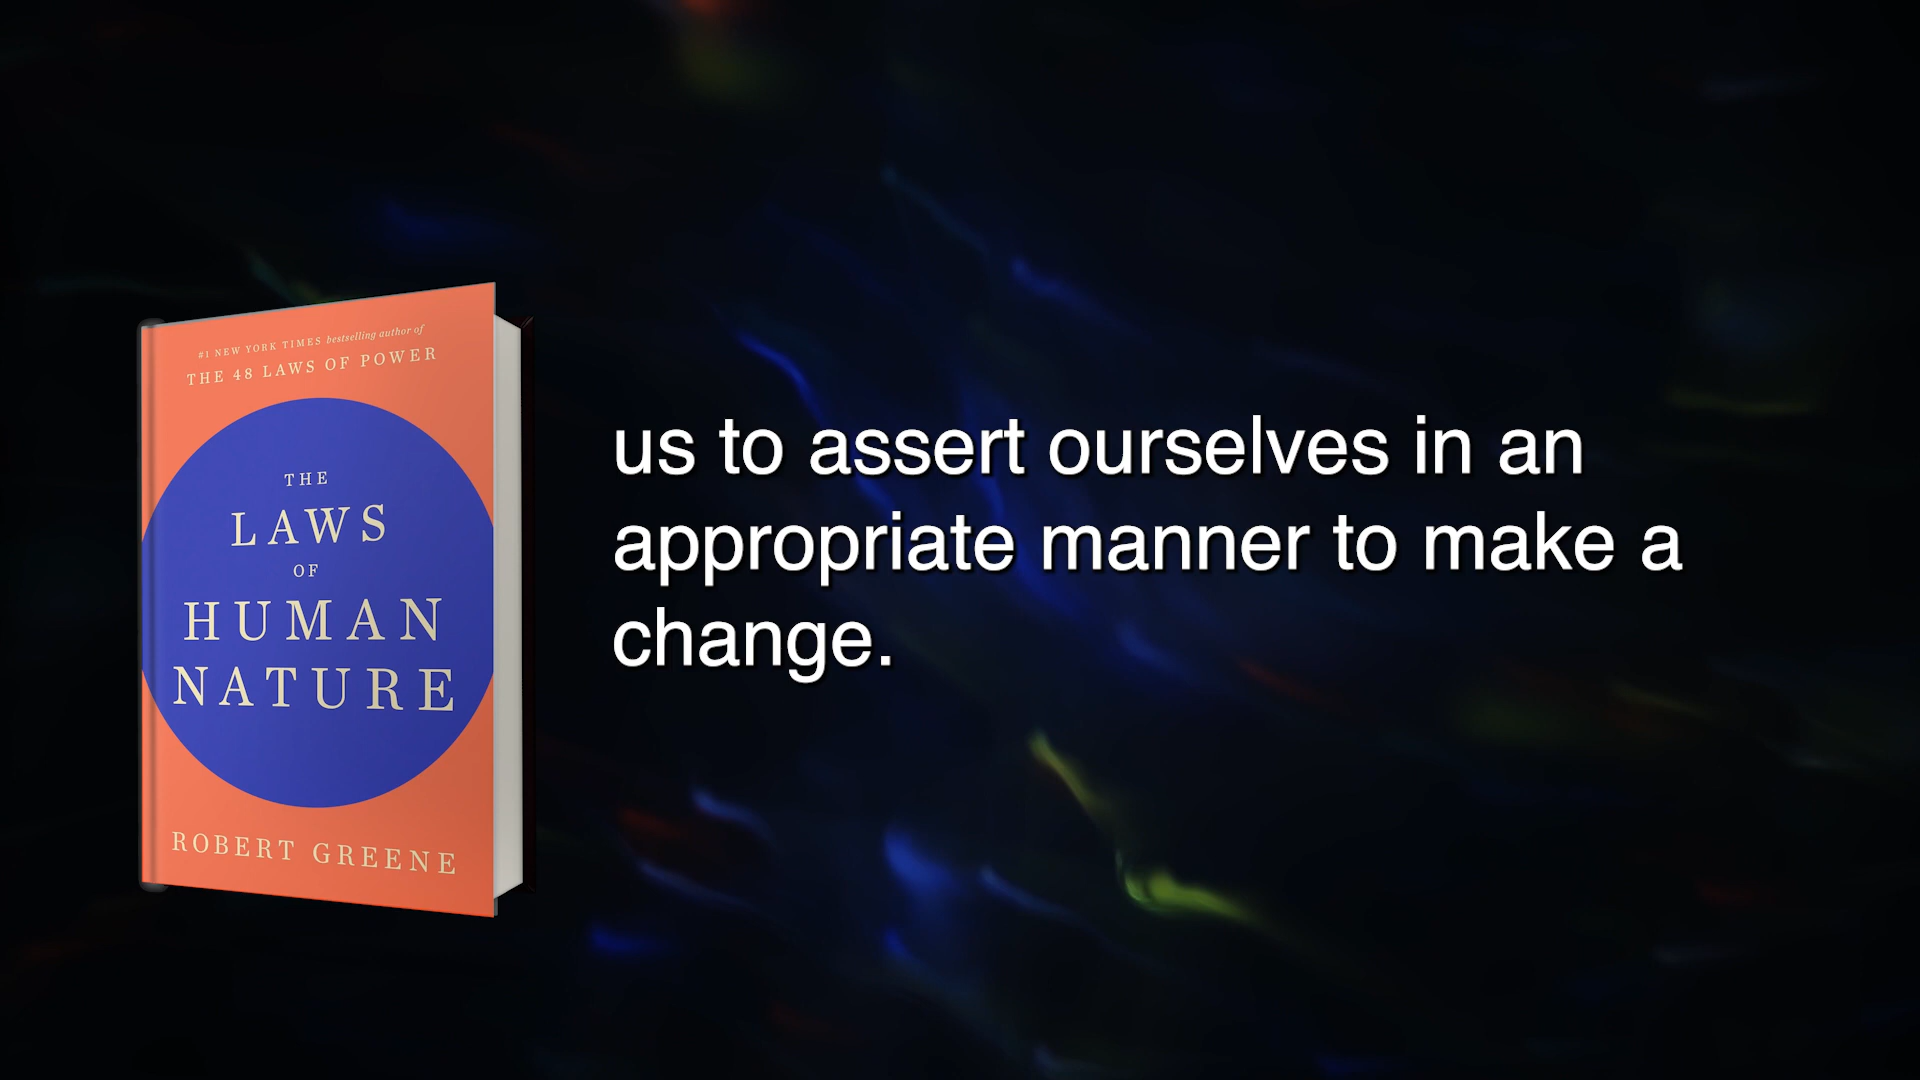 #1 NEW YORK TIMES bestselling author of
THE 48 LAWS OF POWER
THE
LAWS
OF
HUMAN
NATURE
ROBERT GREENE
us to assert ourselves in an
appropriate manner to make a
change.